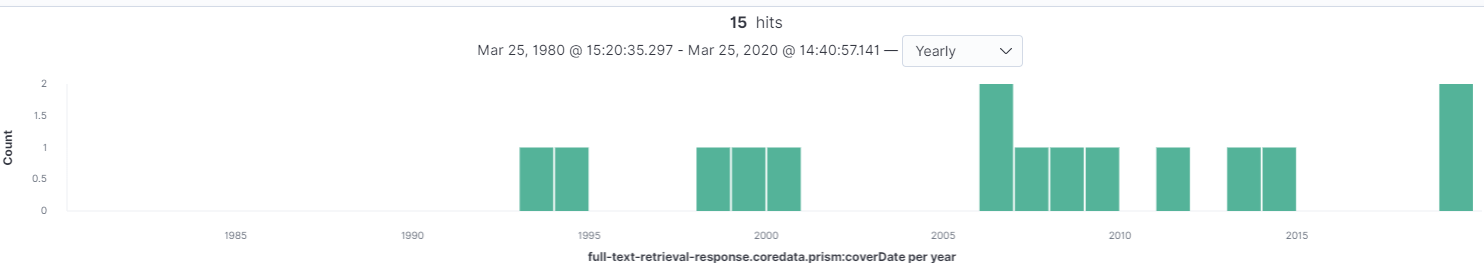 15 hits
Mar 25, 1980 @ 15:20:35.297 - Mar 25, 2020 @ 14:40:57.141 — Yearly
2
1.5
1
0.5
0
Count
1985 1990 1995 2000 2005 2010 2015
full-text-retrieval-response.coredata.prism:coverDate per year